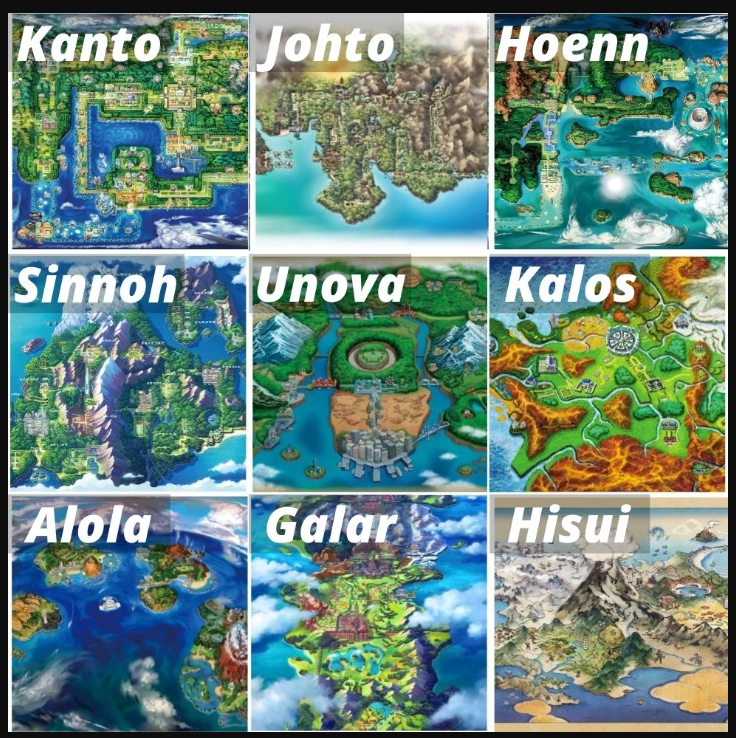 Kanto
Johto
Hoenn
Sinnoh
Unova
Kalos
Alola
Galar
Hisui